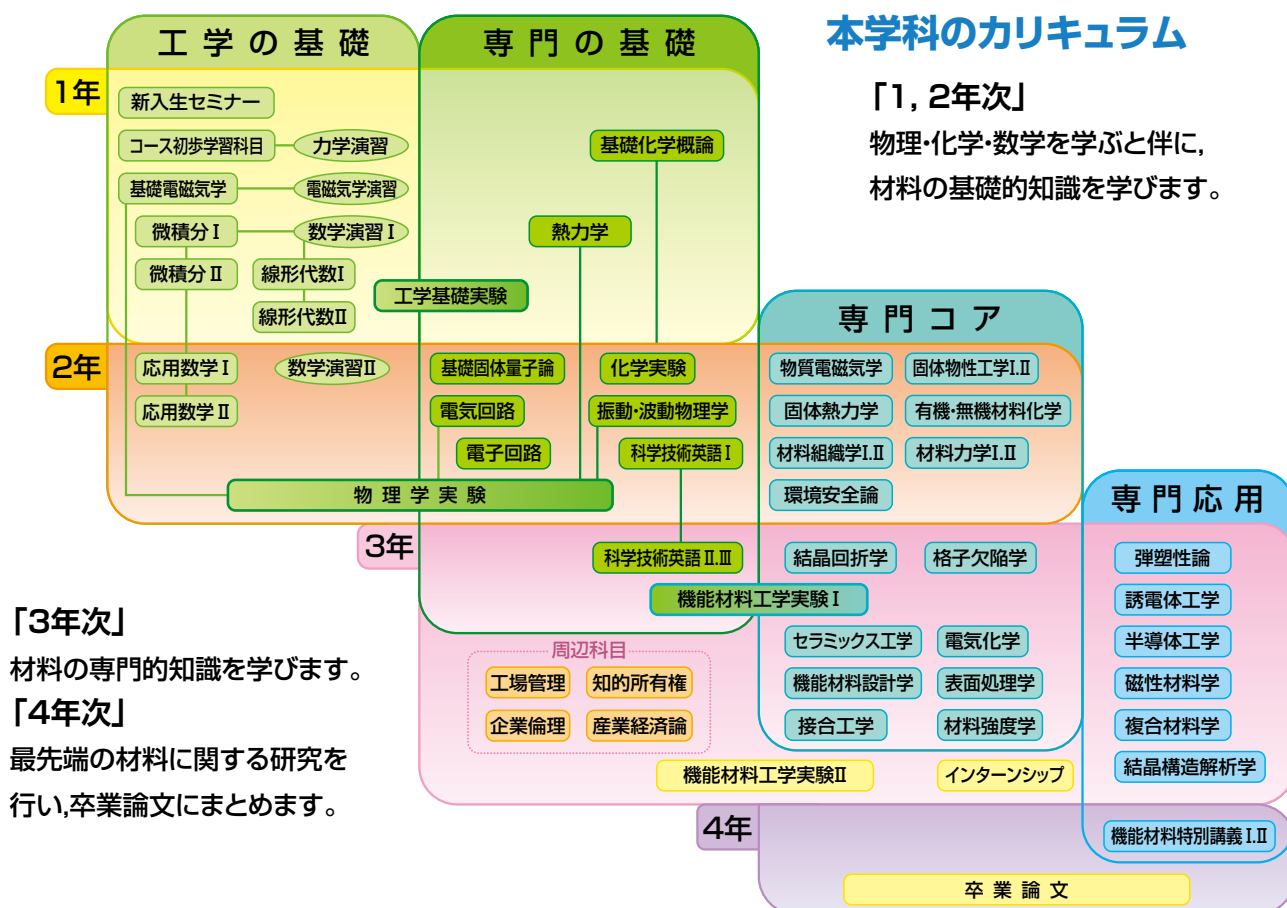 本学科のカリキュラム
「1, 2年次」
物理・化学・数学を学ぶと伴に,
材料の基礎的知識を学びます。
工学の基礎
専門の基礎
1年
新入生セミナー
コース初歩学習科目
力学演習
基礎化学概論
基礎電磁気学
電磁気学演習
微積分Ⅰ
数学演習Ⅰ
熱力学
微積分Ⅱ
線形代数Ⅰ
工学基礎実験
線形代数Ⅱ
専門コア
2年
応用数学Ⅰ
数学演習Ⅱ
基礎固体量子論
化学実験
物質電磁気学
固体物性工学Ⅰ.Ⅱ
応用数学Ⅱ
電気回路
振動・波動物理学
固体熱力学
有機・無機材料化学
電子回路
科学技術英語Ⅰ
材料組織学Ⅰ.Ⅱ
材料力学Ⅰ.Ⅱ
物理学実験
環境安全論
専門応用
3年
科学技術英語Ⅱ.Ⅲ
結晶回折学
格子欠陥学
弾塑性論
機能材料工学実験Ⅰ
誘電体工学
周辺科目
セラミックス工学
電気化学
半導体工学
工場管理
知的所有権
機能材料設計学
表面処理学
磁性材料学
企業倫理
産業経済論
接合工学
材料強度学
複合材料学
機能材料工学実験Ⅱ
インターンシップ
結晶構造解析学
「3年次」
材料の専門的知識を学びます。
「4年次」
最先端の材料に関する研究を
行い,卒業論文にまとめます。
4年
機能材料特別講義Ⅰ.Ⅱ
卒業論文